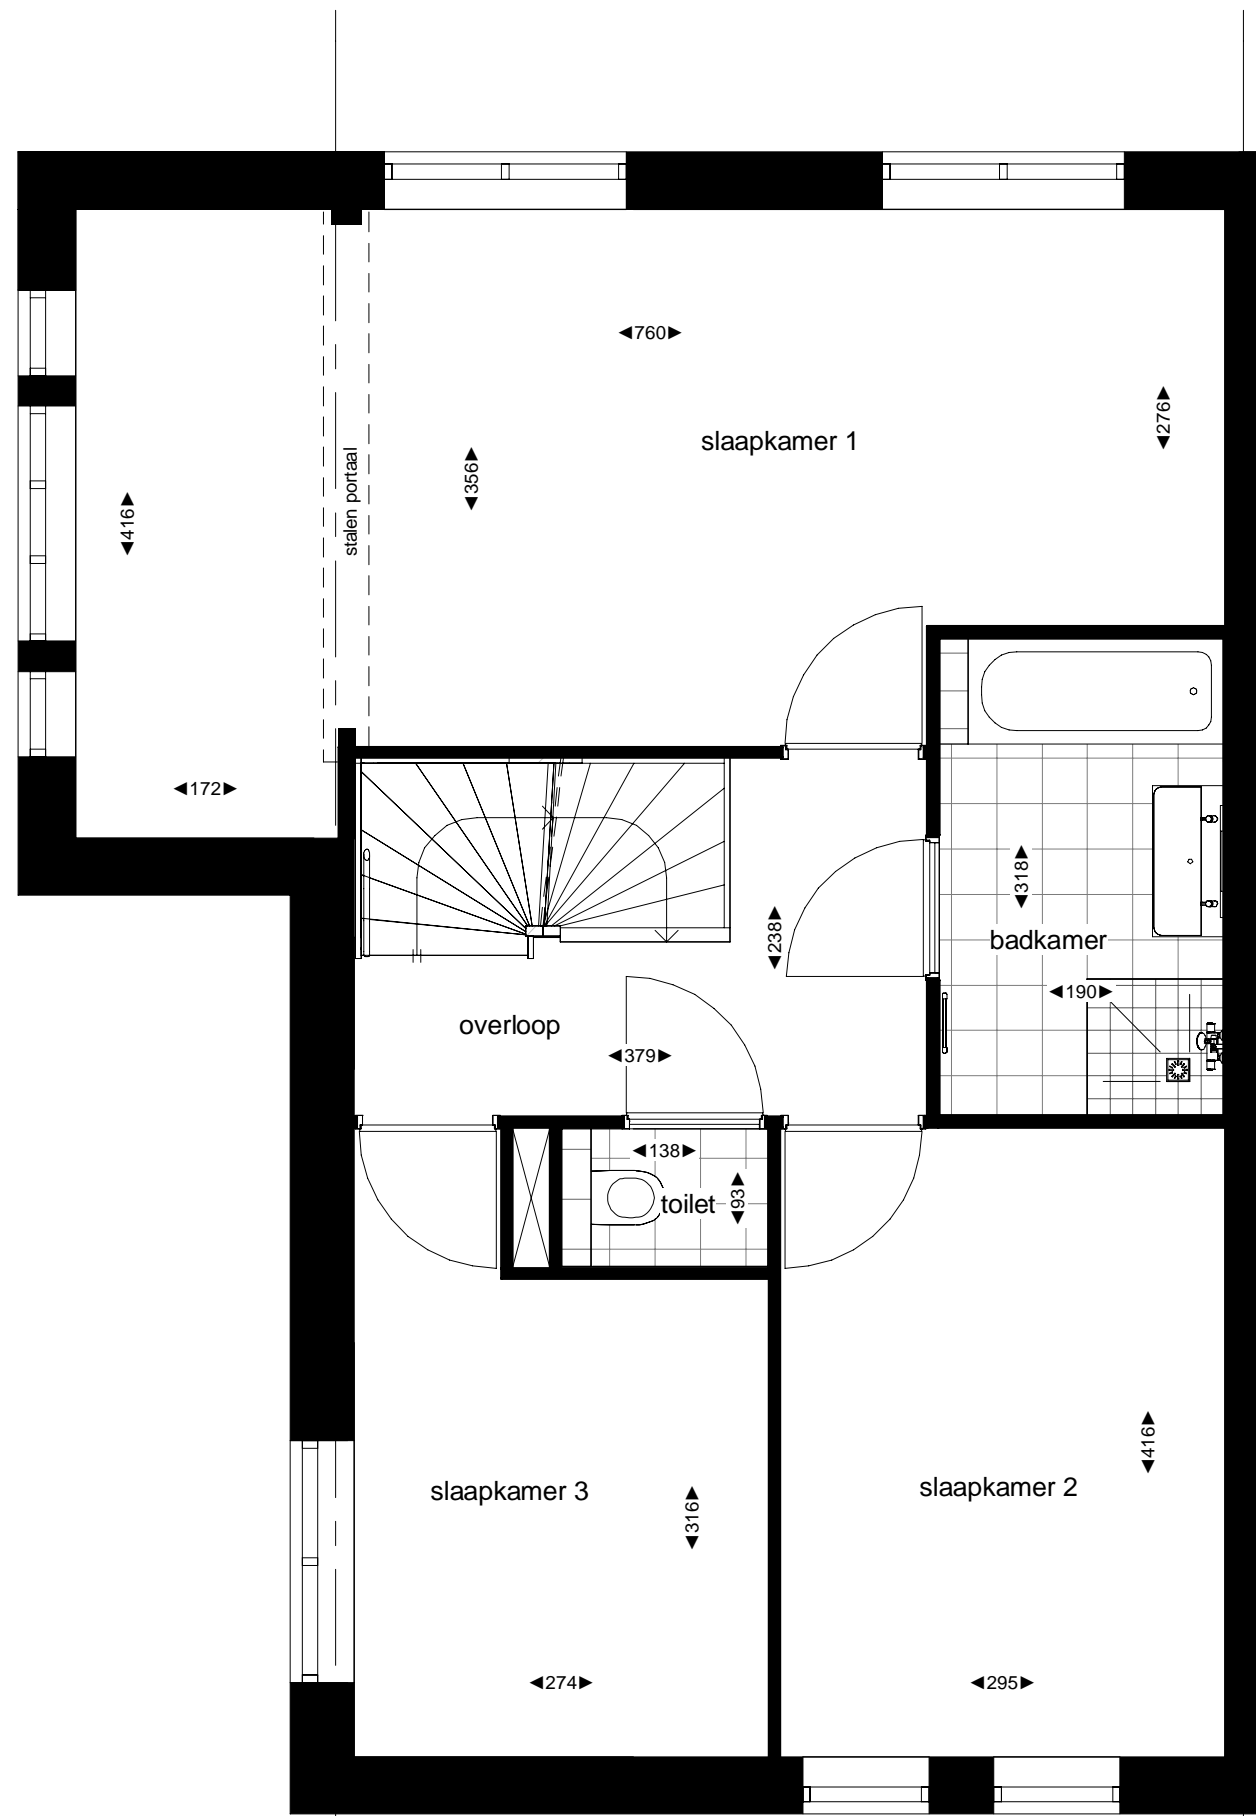 ◄760►
◄276►
slaapkamer 1
stalen portaal
◄356►
◄416►
◄172►
◄318►
◄238►
badkamer
◄190►
overloop
◄379►
◄138►
toilet
◄93►
◄416►
slaapkamer 3
slaapkamer 2
◄316►
◄274►
◄295►